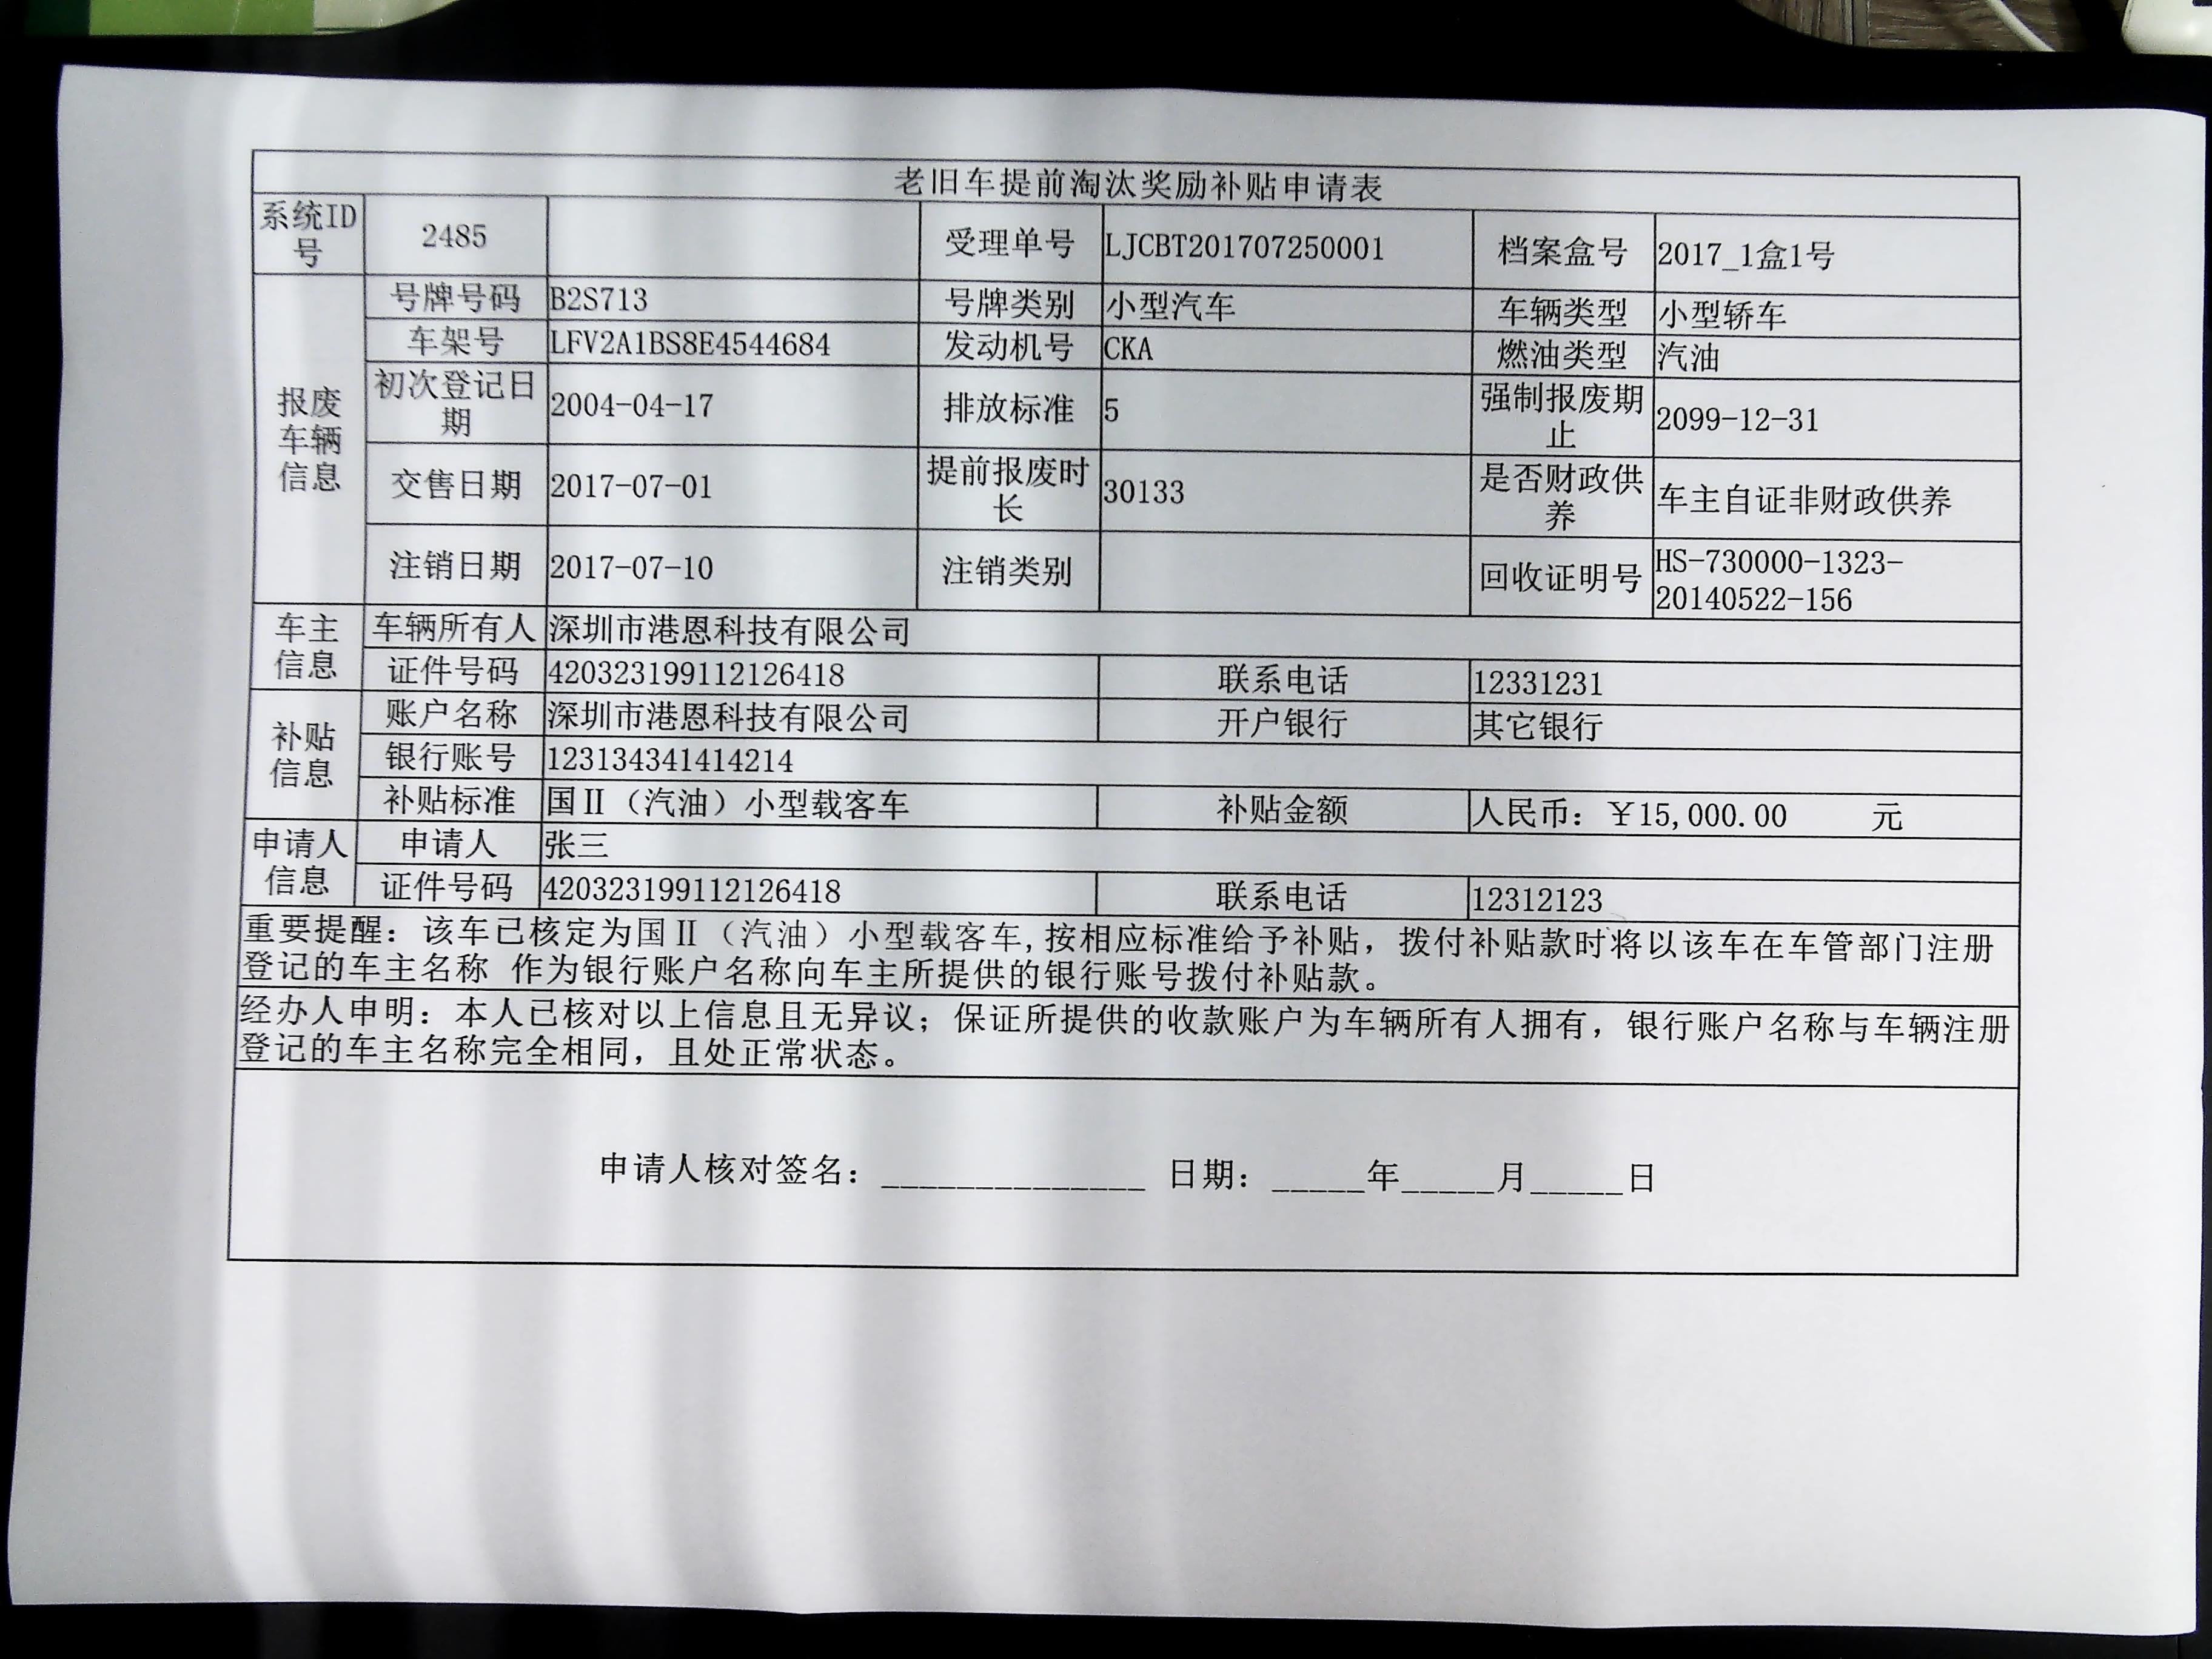 老旧车提前淘汰奖励补贴申请表
系统ID号 2485 受理单号 LJCBT201707250001 档案盒号 2017_1盒1号
报废车辆信息
号牌号码 B2S713 号牌类别 小型汽车 车辆类型 小型轿车
车架号 LFV2A1BS8E4544684 发动机号 CKA 燃油类型 汽油
初次登记日期 2004-04-17 排放标准 5 强制报废期止 2099-12-31
交售日期 2017-07-01 提前报废时长 30133 是否财政供养 车主自证非财政供养
注销日期 2017-07-10 注销类别 回收证明号 HS-730000-1323-20140522-156
车主信息
车辆所有人 深圳市港恩科技有限公司
证件号码 420323199112126418 联系电话 12331231
补贴信息
账户名称 深圳市港恩科技有限公司 开户银行 其它银行
银行账号 123134341414214
补贴标准 国Ⅱ（汽油）小型载客车 补贴金额 人民币：￥15,000.00 元
申请人信息
申请人 张三
证件号码 420323199112126418 联系电话 12312123
重要提醒：该车已核定为国Ⅱ（汽油）小型载客车,按相应标准给予补贴，拨付补贴款时将以该车在车管部门注册
登记的车主名称 作为银行账户名称向车主所提供的银行账号拨付补贴款。
经办人申明：本人已核对以上信息且无异议；保证所提供的收款账户为车辆所有人拥有，银行账户名称与车辆注册
登记的车主名称完全相同，且处正常状态。
申请人核对签名：______________ 日期：_____年_____月_____日